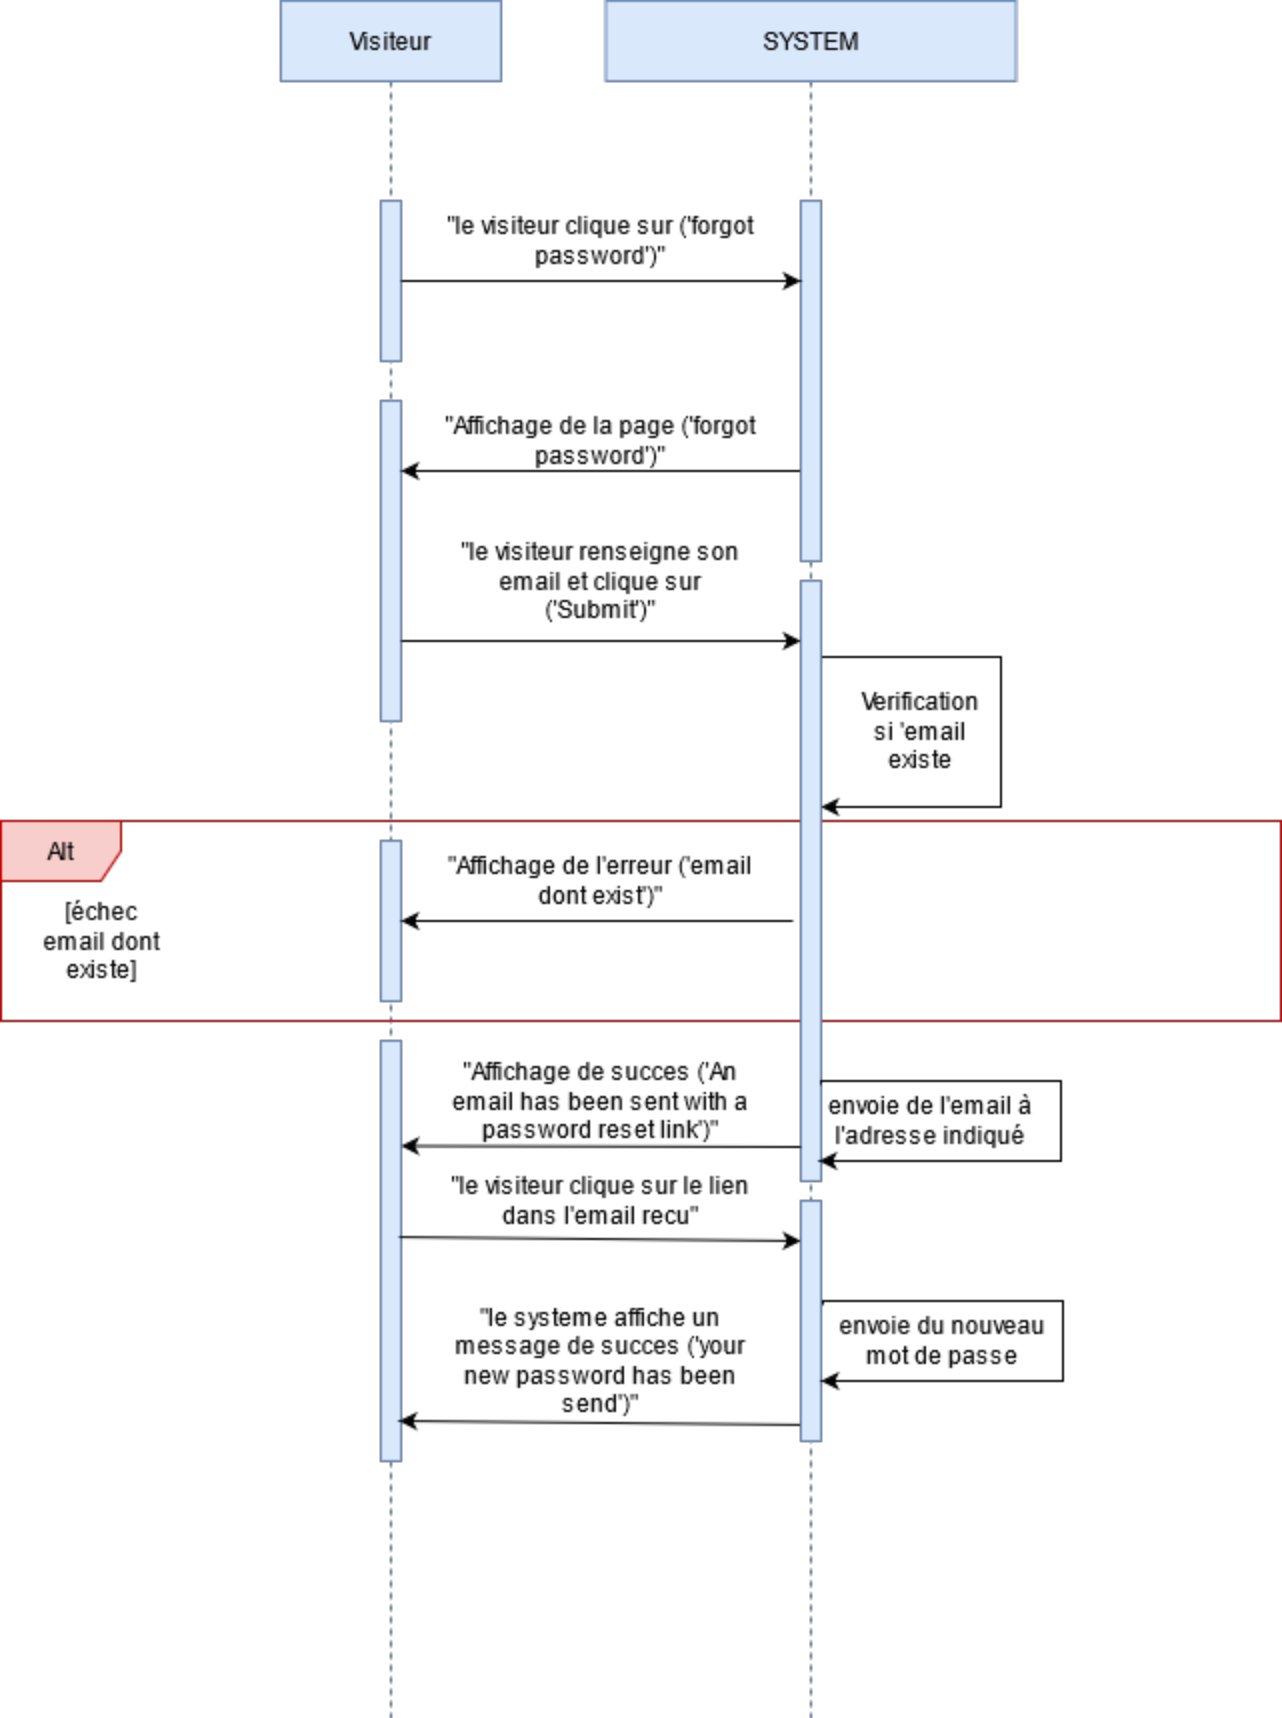 Visiteur
SYSTEM
"le visiteur clique sur ('forgot
password')"
"Affichage de la page ('forgot
password')"
"le visiteur renseigne son
email et clique sur
('Submit')"
Verification
si 'email
existe
Alt
[échec
email dont
existe]
"Affichage de l'erreur ('email
dont exist')"
"Affichage de succes ('An
email has been sent with a
password reset link')"
envoie de l'email à
l'adresse indiqué
"le visiteur clique sur le lien
dans l'email recu"
"le systeme affiche un
message de succes ('your
new password has been
send')"
envoie du nouveau
mot de passe